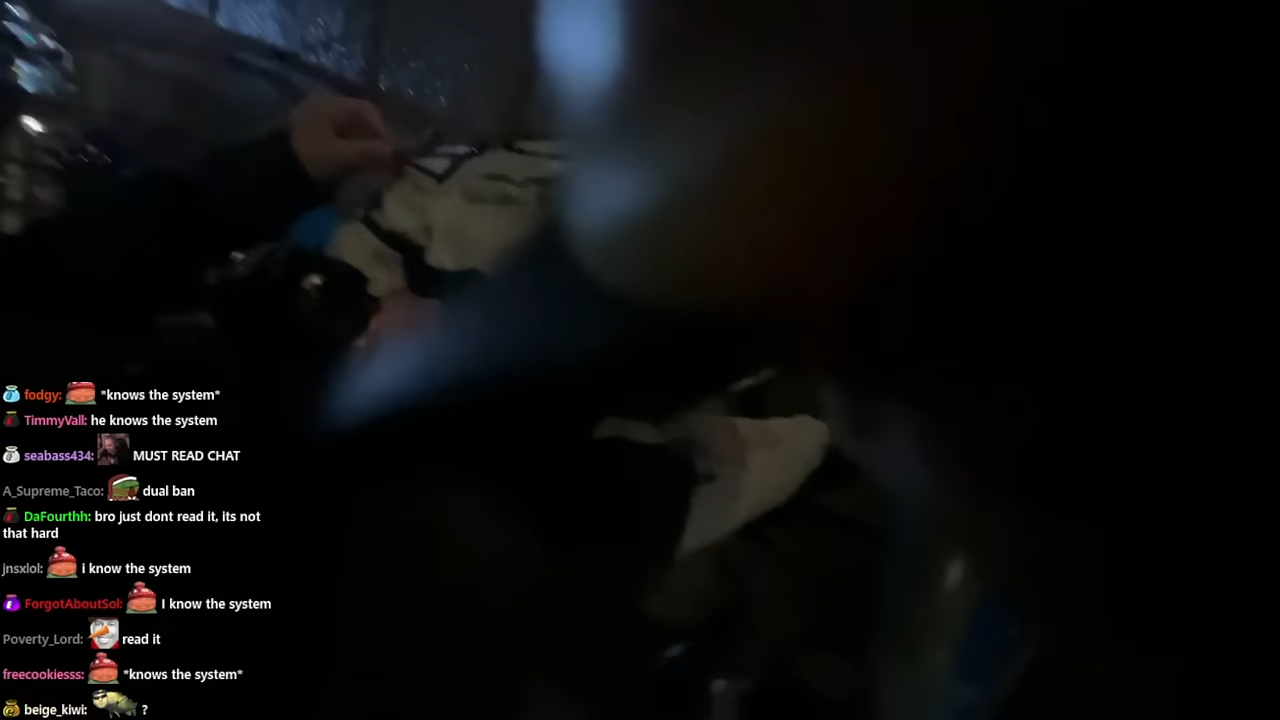 fodgy: *knows the system*
TimmyVall: he knows the system
seabass434: MUST READ CHAT
A_Supreme_Taco: dual ban
DaFourthh: bro just dont read it, its not
that hard
jnsxlol: i know the system
ForgotAboutSol: I know the system
Poverty_Lord: read it
freecookiesss: *knows the system*
beige_kiwi: ?